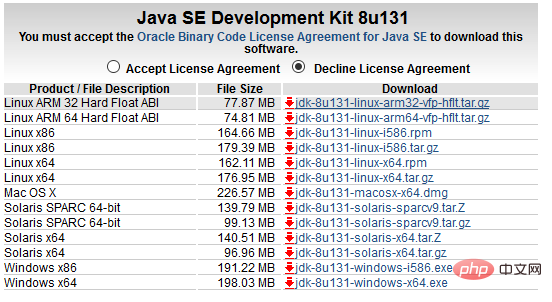 Java SE Development Kit 8u131
You must accept the Oracle Binary Code License Agreement for Java SE to download this
software.
Accept License Agreement Decline License Agreement
Product / File Description File Size Download
Linux ARM 32 Hard Float ABI 77.87 MB jdk-8u131-linux-arm32-vfp-hflt.tar.gz
Linux ARM 64 Hard Float ABI 74.81 MB jdk-8u131-linux-arm64-vfp-hflt.tar.gz
Linux x86 164.66 MB jdk-8u131-linux-i586.rpm
Linux x86 179.39 MB jdk-8u131-linux-i586.tar.gz
Linux x64 162.11 MB jdk-8u131-linux-x64.rpm
Linux x64 176.95 MB jdk-8u131-linux-x64.tar.gz
Mac OS X 226.57 MB jdk-8u131-macosx-x64.dmg
Solaris SPARC 64-bit 139.79 MB jdk-8u131-solaris-sparcv9.tar.Z
Solaris SPARC 64-bit 99.13 MB jdk-8u131-solaris-sparcv9.tar.gz
Solaris x64 140.51 MB jdk-8u131-solaris-x64.tar.Z
Solaris x64 96.96 MB jdk-8u131-solaris-x64.tar.gz
Windows x86 191.22 MB jdk-8u131-windows-i586.exe
Windows x64 198.03 MB jdk-8u131-windows-x64.exe
php 中文网